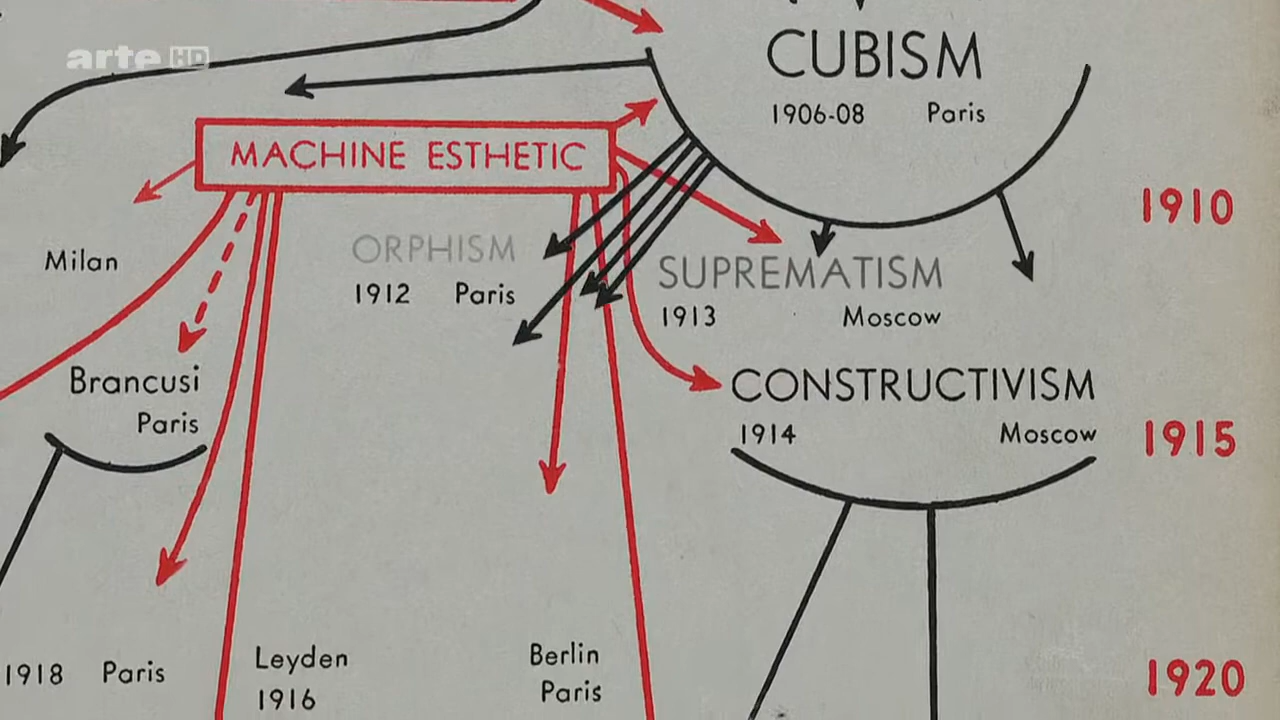 arte HD
CUBISM
1906-08 Paris
MACHINE ESTHETIC
1910
Milan
ORPHISM
1912 Paris
SUPREMATISM
1913 Moscow
Brancusi
Paris
CONSTRUCTIVISM
1914 Moscow
1915
1918 Paris
Leyden
1916
Berlin
Paris
1920